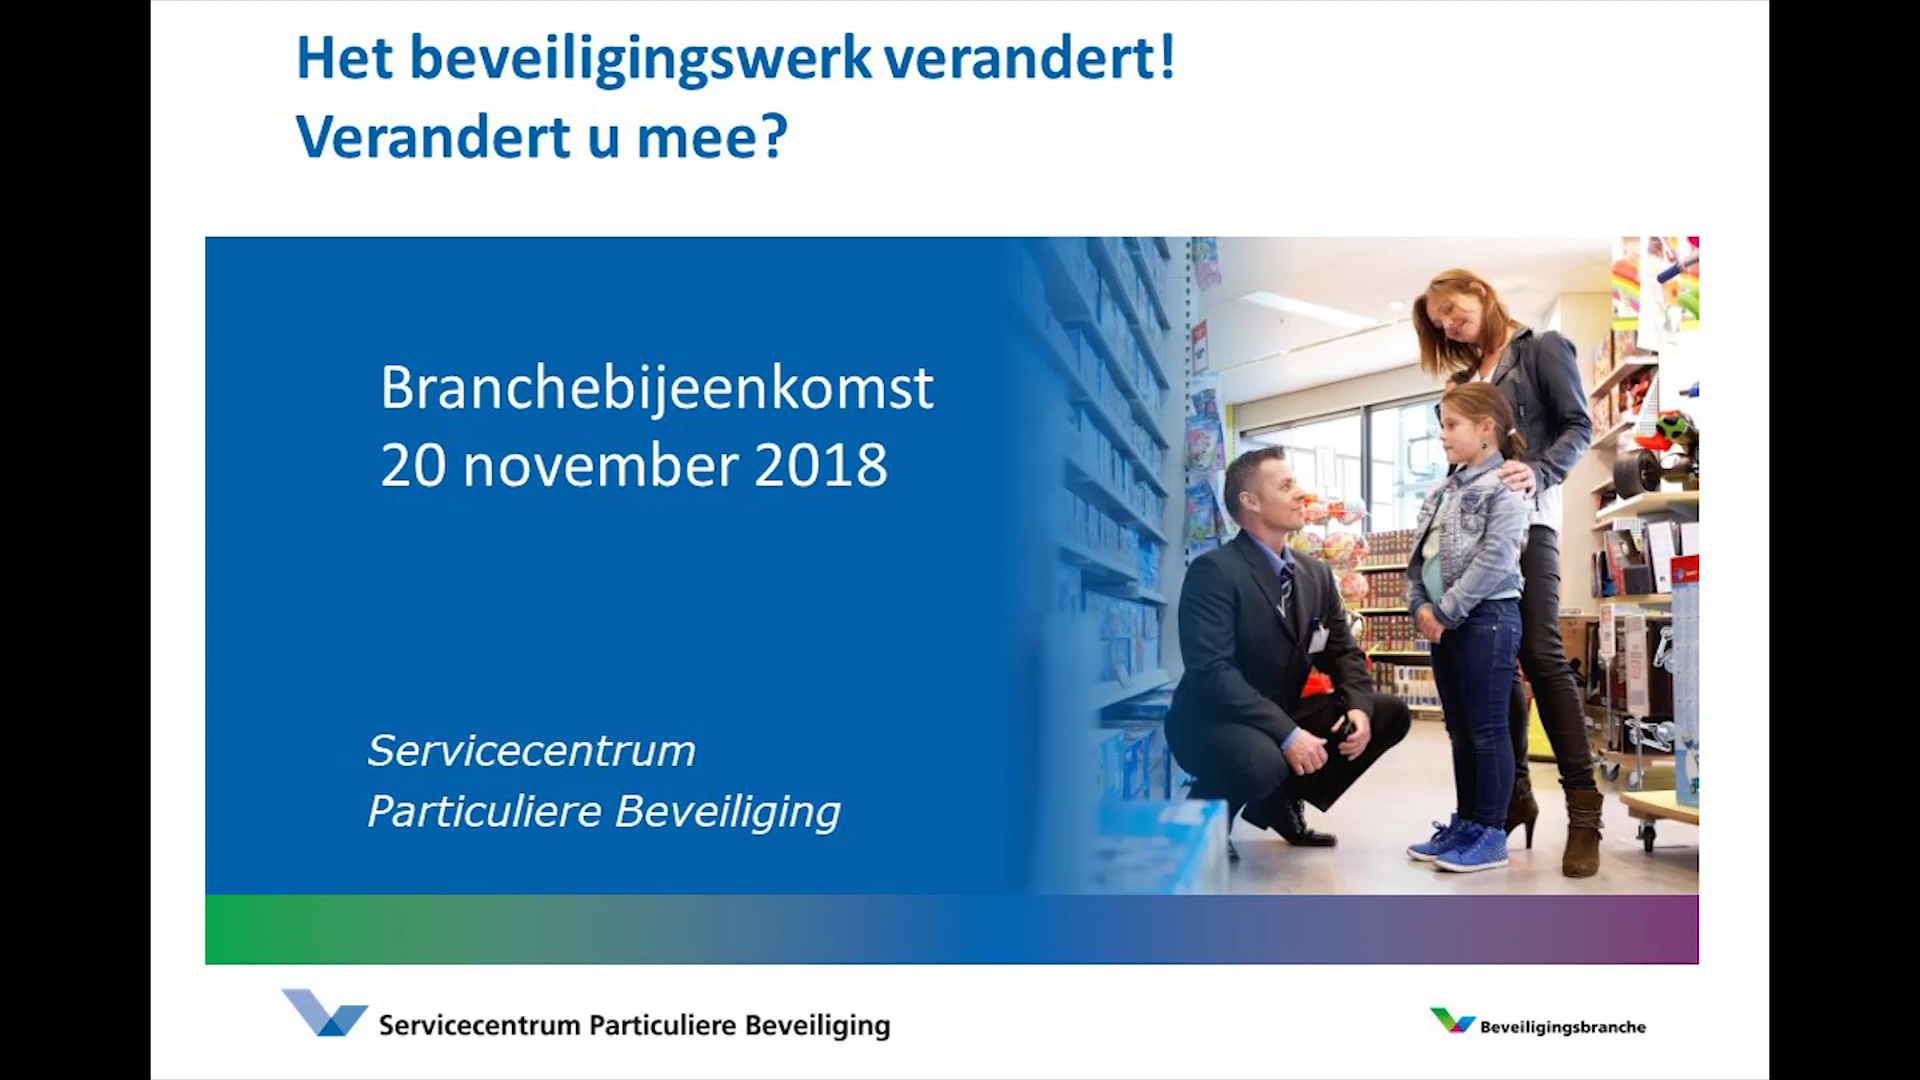 Het beveiligingswerk verandert!
Verandert u mee?
Branchebijeenkomst
20 november 2018
Servicecentrum
Particuliere Beveiliging
Servicecentrum Particuliere Beveiliging
Beveiligingsbranche